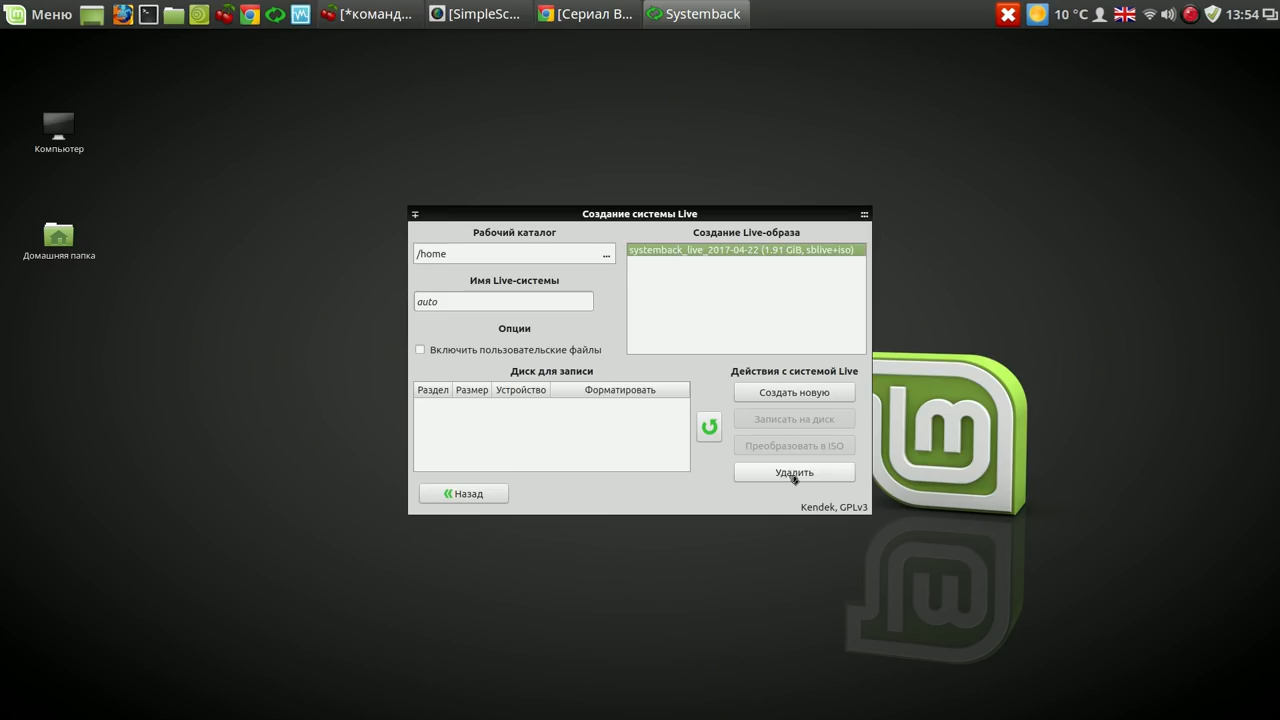 Меню
[*команд...
[SimpleSc...
[Сериал В...
Systemback
10 °C
13:54
Компьютер
Домашняя папка
Создание системы Live
Рабочий каталог
/home
...
Имя Live-системы
auto
Опции
Включить пользовательские файлы
Создание Live-образа
systemback_live_2017-04-22 (1.91 GiB, sblive+iso)
Диск для записи
Раздел Размер Устройство Форматировать
Действия с системой Live
Создать новую
Записать на диск
Преобразовать в ISO
Удалить
Назад
Kendek, GPLv3